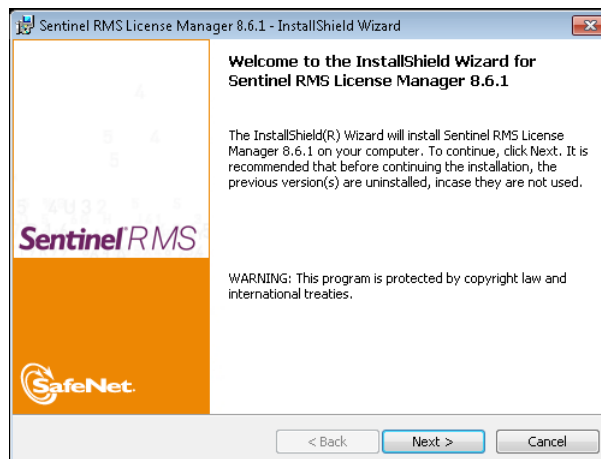 Sentinel RMS License Manager 8.6.1 - InstallShield Wizard
Welcome to the InstallShield Wizard for
Sentinel RMS License Manager 8.6.1
The InstallShield(R) Wizard will install Sentinel RMS License
Manager 8.6.1 on your computer. To continue, click Next. It is
recommended that before continuing the installation, the
previous version(s) are uninstalled, incase they are not used.
Sentinel RMS
WARNING: This program is protected by copyright law and
international treaties.
SafeNet.
< Back
Next >
Cancel